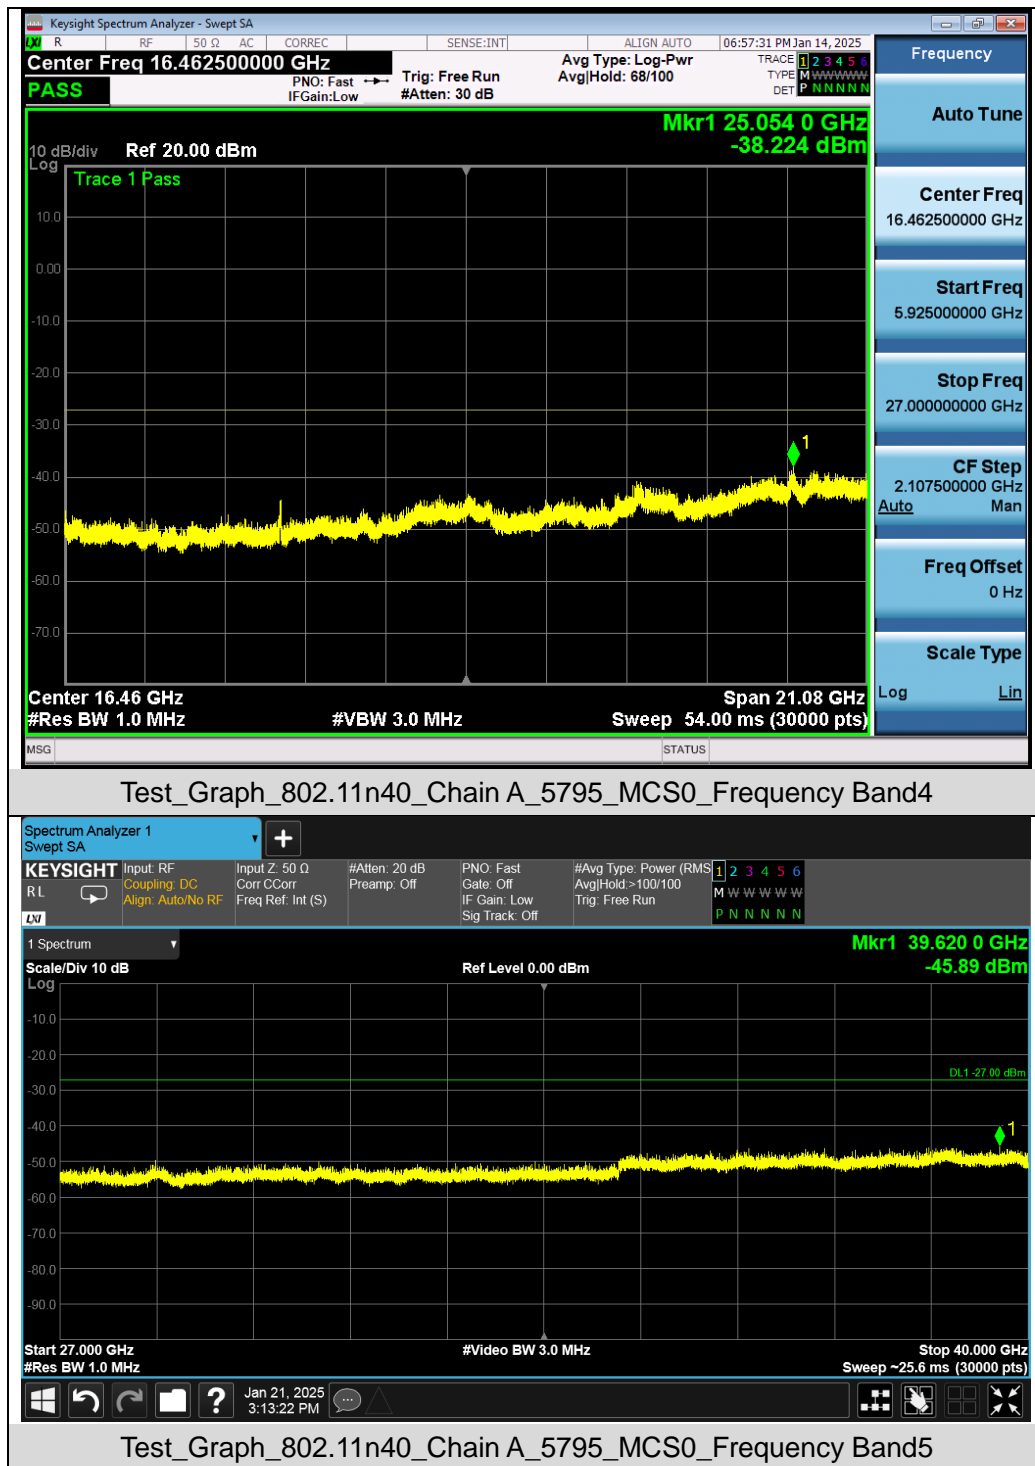 Keysight Spectrum Analyzer - Swept SA
LXI R RF 50 Ω AC CORREC SENSE:INT ALIGN AUTO 06:57:31 PM Jan 14, 2025
Center Freq 16.462500000 GHz
PASS
PNO: Fast
IFGain:Low
Trig: Free Run
#Atten: 30 dB
Avg Type: Log-Pwr
Avg|Hold: 68/100
TRACE 1 2 3 4 5 6
TYPE M WWWWW
DET P N N N N N
Mkr1 25.054 0 GHz
-38.224 dBm
10 dB/div Ref 20.00 dBm
Log
Trace 1 Pass
10.0
0.00
-10.0
-20.0
-30.0
-40.0
-50.0
-60.0
-70.0
1
Center 16.46 GHz Span 21.08 GHz
#Res BW 1.0 MHz #VBW 3.0 MHz Sweep 54.00 ms (30000 pts)
MSG STATUS
Frequency
Auto Tune
Center Freq
16.462500000 GHz
Start Freq
5.925000000 GHz
Stop Freq
27.000000000 GHz
CF Step
2.107500000 GHz
Auto Man
Freq Offset
0 Hz
Scale Type
Log Lin
Test_Graph_802.11n40_Chain A_5795_MCS0_Frequency Band4
Spectrum Analyzer 1
Swept SA
+
KEYSIGHT
RL
LXI
Input: RF
Coupling: DC
Align: Auto/No RF
Input Z: 50 Ω
Corr CCorr
Freq Ref: Int (S)
#Atten: 20 dB
Preamp: Off
PNO: Fast
Gate: Off
IF Gain: Low
Sig Track: Off
#Avg Type: Power (RMS
Avg|Hold:>100/100
Trig: Free Run
1 2 3 4 5 6
M W W W W W
P N N N N N
1 Spectrum
Mkr1 39.620 0 GHz
Scale/Div 10 dB Ref Level 0.00 dBm -45.89 dBm
Log
-10.0
-20.0
-30.0
-40.0
-50.0
-60.0
-70.0
-80.0
-90.0
DL1 -27.00 dBm
1
Start 27.000 GHz #Video BW 3.0 MHz Stop 40.000 GHz
#Res BW 1.0 MHz Sweep ~25.6 ms (30000 pts)
?
Jan 21, 2025
3:13:22 PM
Test_Graph_802.11n40_Chain A_5795_MCS0_Frequency Band5